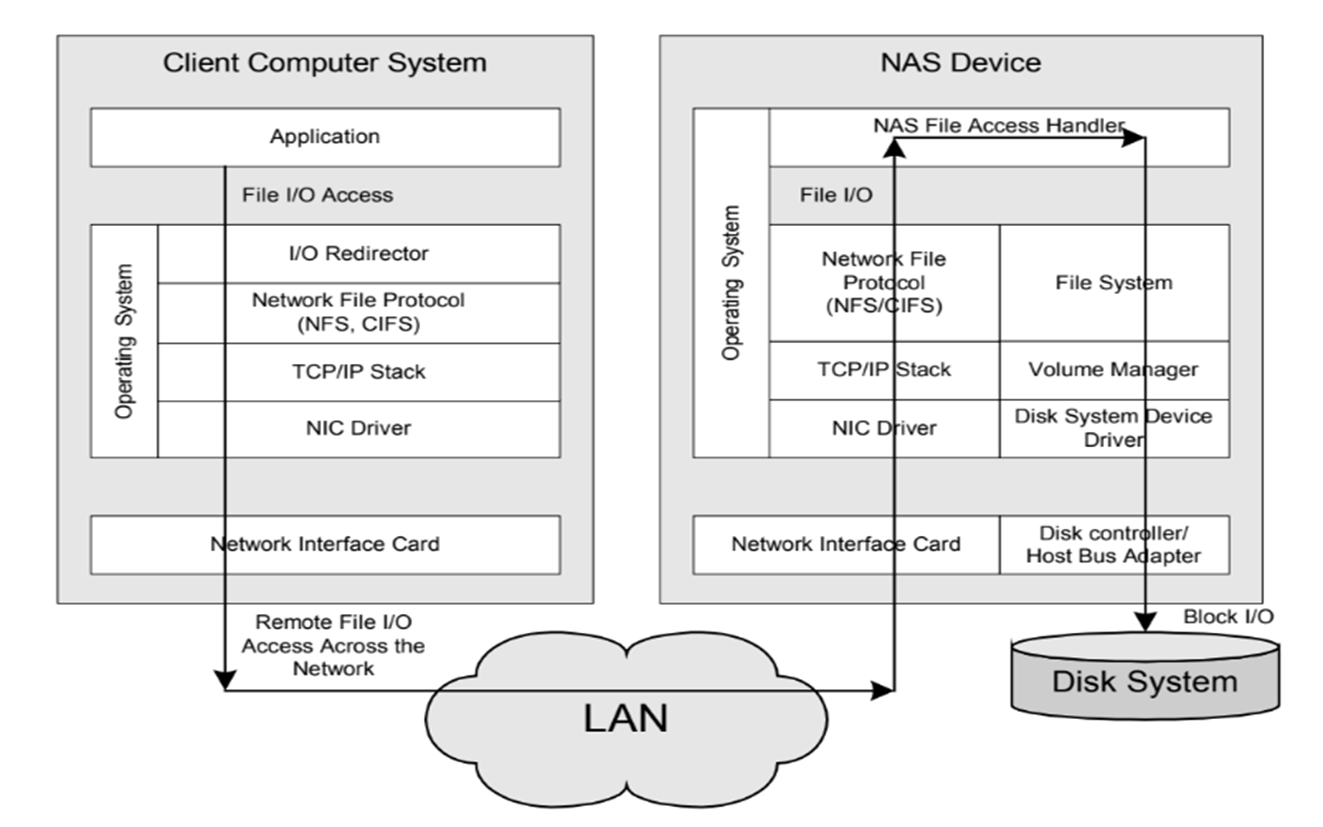 Client Computer System
Application
File I/O Access
Operating System
I/O Redirector
Network File Protocol
(NFS, CIFS)
TCP/IP Stack
NIC Driver
Network Interface Card
Remote File I/O
Access Across the
Network
LAN
NAS Device
NAS File Access Handler
File I/O
Operating System
Network File
Protocol
(NFS/CIFS)
File System
TCP/IP Stack
Volume Manager
NIC Driver
Disk System Device
Driver
Network Interface Card
Disk controller/
Host Bus Adapter
Block I/O
Disk System